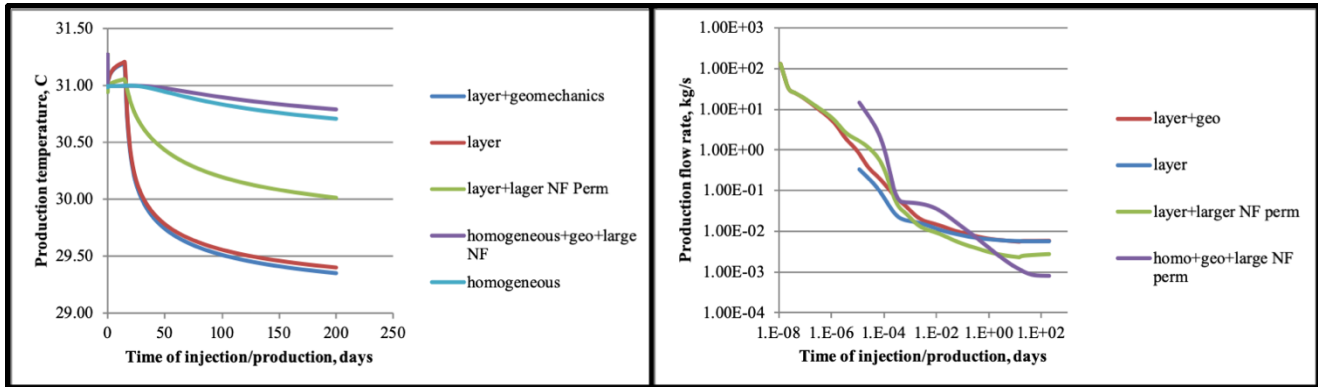 31.50
31.00
30.50
30.00
29.50
29.00
Production temperature, C
0
50
100
150
200
250
Time of injection/production, days
layer+geomechanics
layer
layer+lager NF Perm
homogeneous+geo+large
NF
homogeneous
1.00E+03
1.00E+02
1.00E+01
1.00E+00
1.00E-01
1.00E-02
1.00E-03
1.00E-04
Production flow rate, kg/s
1.E-08
1.E-06
1.E-04
1.E-02
1.E+00
1.E+02
Time of injection/production, days
layer+geo
layer
layer+larger NF perm
homo+geo+large NF
perm